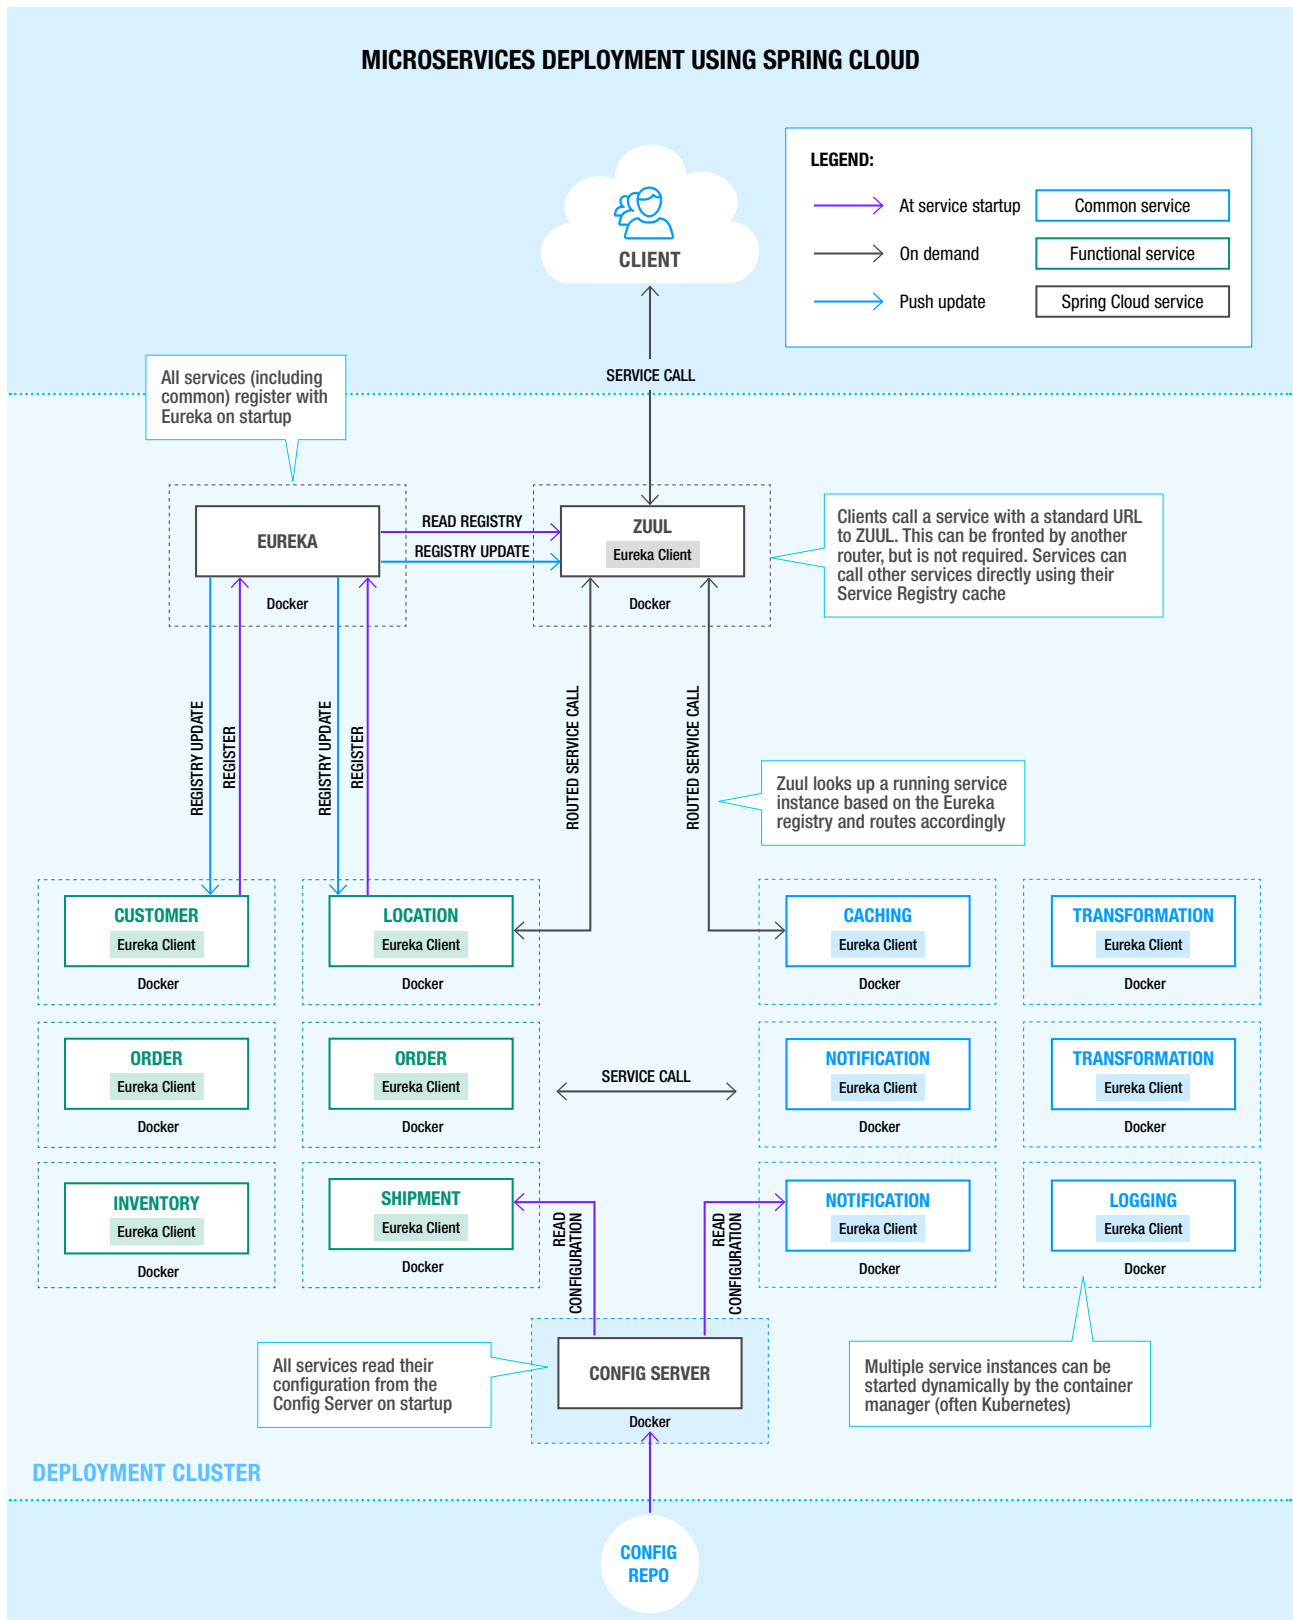 MICROSERVICES DEPLOYMENT USING SPRING CLOUD
LEGEND:
At service startup
Common service
On demand
Functional service
Push update
Spring Cloud service
CLIENT
SERVICE CALL
All services (including
common) register with
Eureka on startup
EUREKA
Docker
READ REGISTRY
REGISTRY UPDATE
ZUUL
Eureka Client
Docker
Clients call a service with a standard URL
to ZUUL. This can be fronted by another
router, but is not required. Services can
call other services directly using their
Service Registry cache
REGISTRY UPDATE
REGISTER
REGISTRY UPDATE
REGISTER
ROUTED SERVICE CALL
ROUTED SERVICE CALL
Zuul looks up a running service
instance based on the Eureka
registry and routes accordingly
CUSTOMER
Eureka Client
Docker
LOCATION
Eureka Client
Docker
CACHING
Eureka Client
Docker
TRANSFORMATION
Eureka Client
Docker
ORDER
Eureka Client
Docker
ORDER
Eureka Client
Docker
SERVICE CALL
NOTIFICATION
Eureka Client
Docker
TRANSFORMATION
Eureka Client
Docker
INVENTORY
Eureka Client
Docker
SHIPMENT
Eureka Client
Docker
READ
CONFIGURATION
READ
CONFIGURATION
NOTIFICATION
Eureka Client
Docker
LOGGING
Eureka Client
Docker
All services read their
configuration from the
Config Server on startup
CONFIG SERVER
Docker
Multiple service instances can be
started dynamically by the container
manager (often Kubernetes)
DEPLOYMENT CLUSTER
CONFIG
REPO